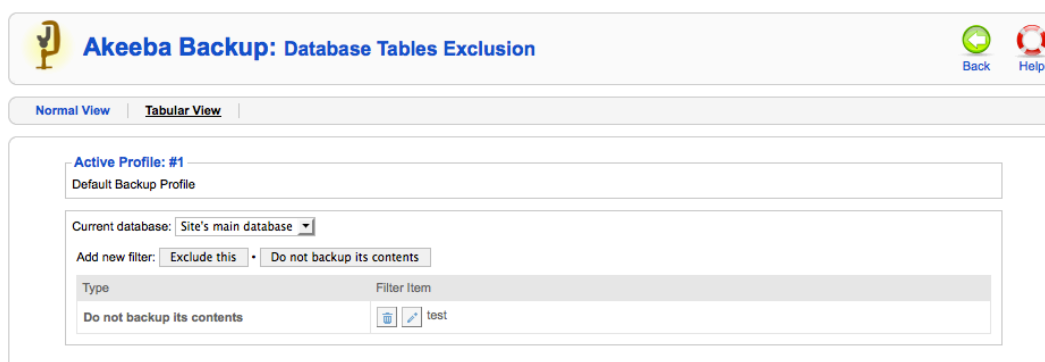 Akeeba Backup: Database Tables Exclusion
Back Help
Normal View Tabular View
Active Profile: #1
Default Backup Profile
Current database: Site's main database
Add new filter: Exclude this • Do not backup its contents
Type Filter Item
Do not backup its contents test